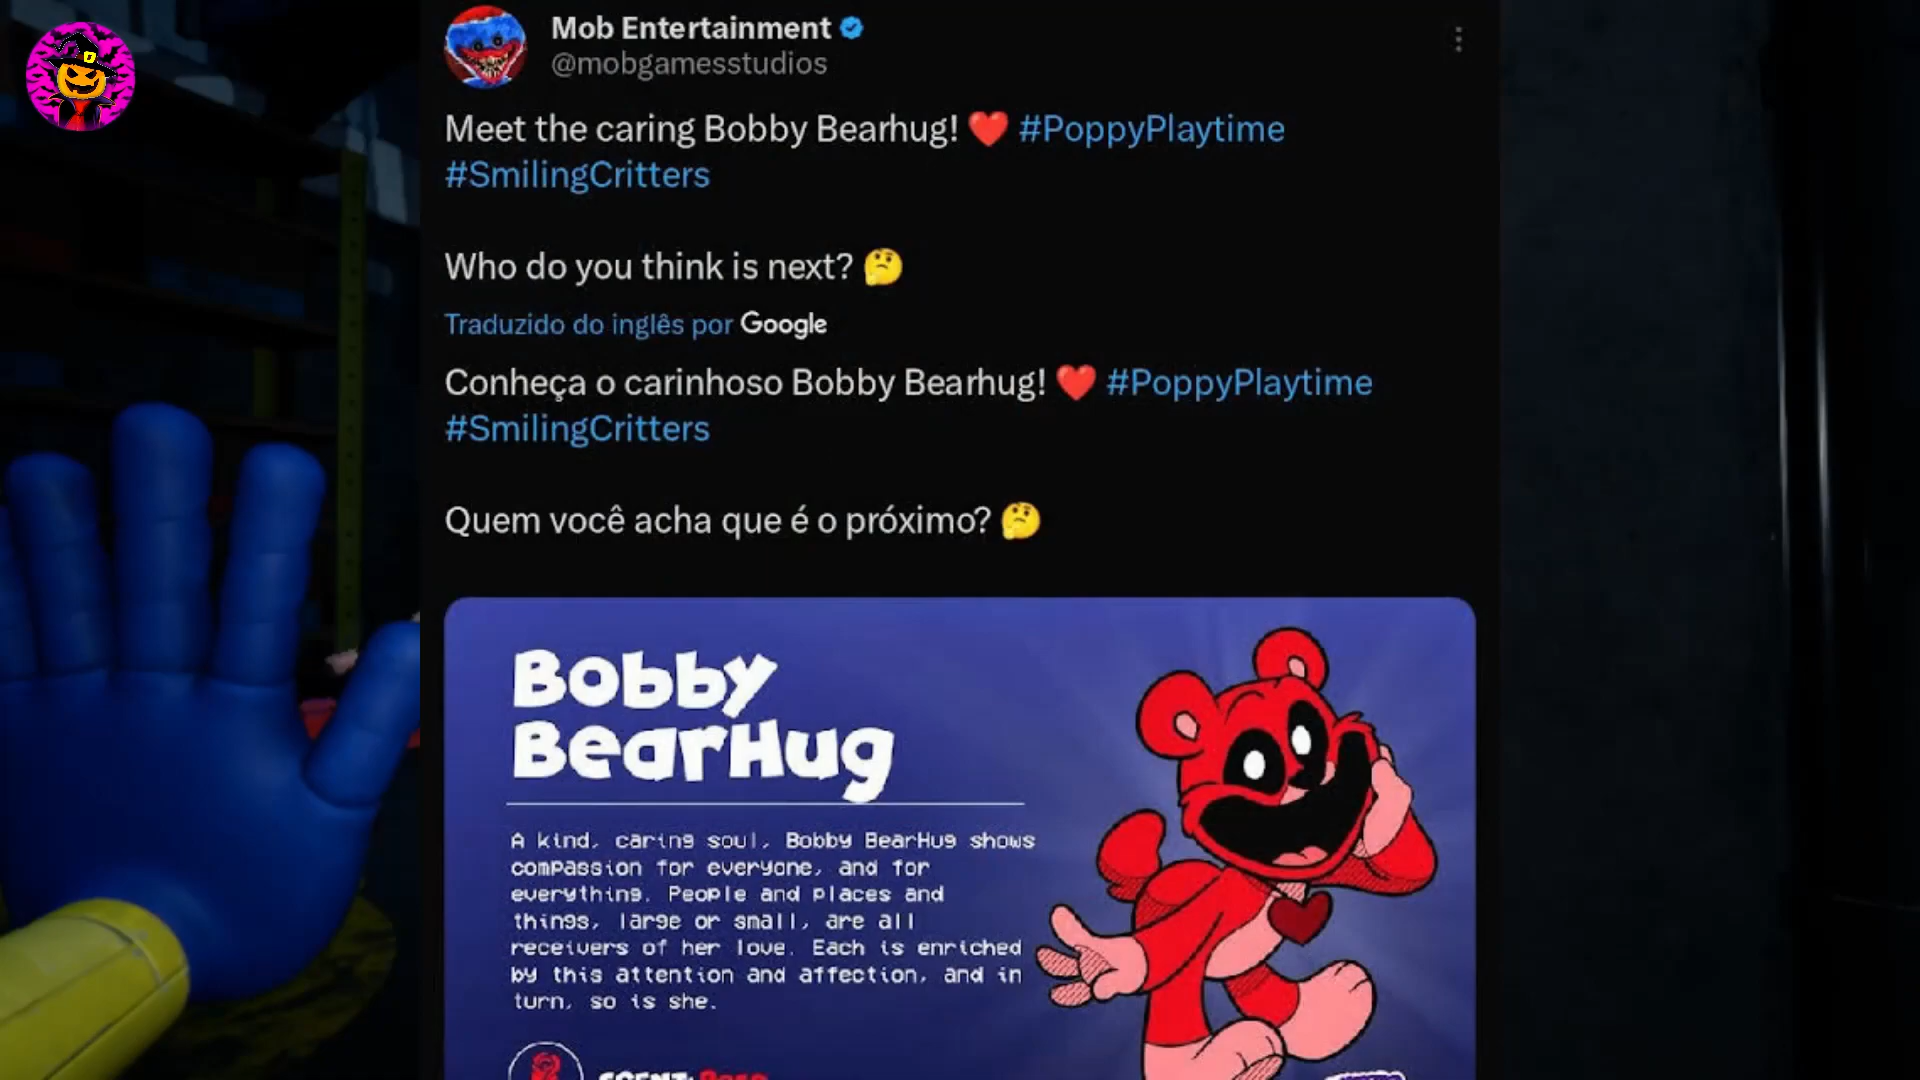 Mob Entertainment
@mobgamesstudios
Meet the caring Bobby Bearhug! ❤️ #PoppyPlaytime
#SmilingCritters
Who do you think is next? 🤔
Traduzido do inglês por Google
Conheça o carinhoso Bobby Bearhug! ❤️ #PoppyPlaytime
#SmilingCritters
Quem você acha que é o próximo? 🤔
Bobby
BearHug
A kind, caring soul, Bobby BearHug shows
compassion for everyone, and for
everything. People and places and
things, large or small, are all
receivers of her love. Each is enriched
by this attention and affection, and in
turn, so is she.